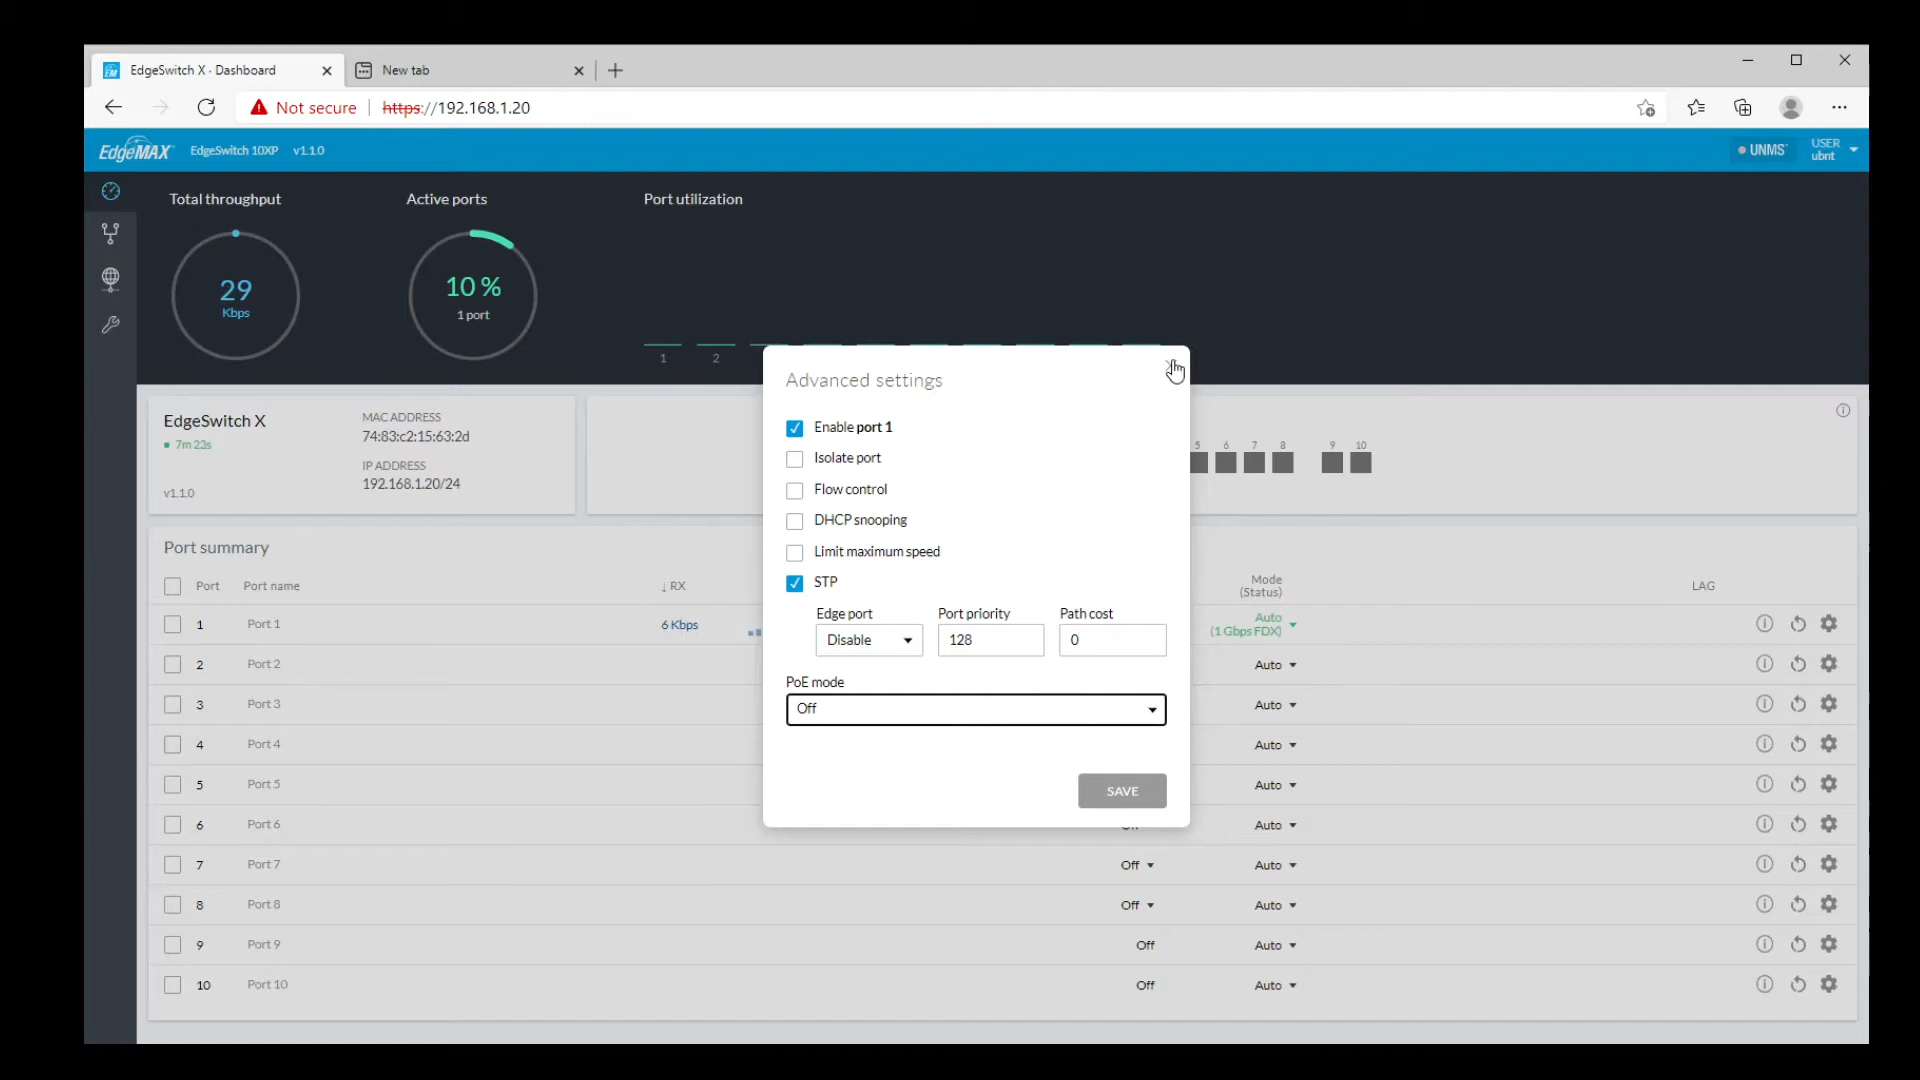 EdgeSwitch X - Dashboard
New tab
Not secure
https://192.168.1.20
EdgeMAX
EdgeSwitch 10XP
v1.1.0
UNMS
USER
ubnt
Total throughput
Active ports
Port utilization
29
Kbps
10 %
1 port
1
2
EdgeSwitch X
7m 23s
v1.1.0
MAC ADDRESS
74:83:c2:15:63:2d
IP ADDRESS
192.168.1.20/24
5 6 7 8 9 10
Advanced settings
Enable port 1
Isolate port
Flow control
DHCP snooping
Limit maximum speed
STP
Edge port
Port priority
Path cost
Disable
128
0
PoE mode
Off
SAVE
Port summary
Port Port name ↓ RX Mode (Status) LAG
1 Port 1 6 Kbps Auto (1 Gbps FDX)
2 Port 2 Auto
3 Port 3 Auto
4 Port 4 Auto
5 Port 5 Auto
6 Port 6 Off Auto
7 Port 7 Off Auto
8 Port 8 Off Auto
9 Port 9 Off Auto
10 Port 10 Off Auto